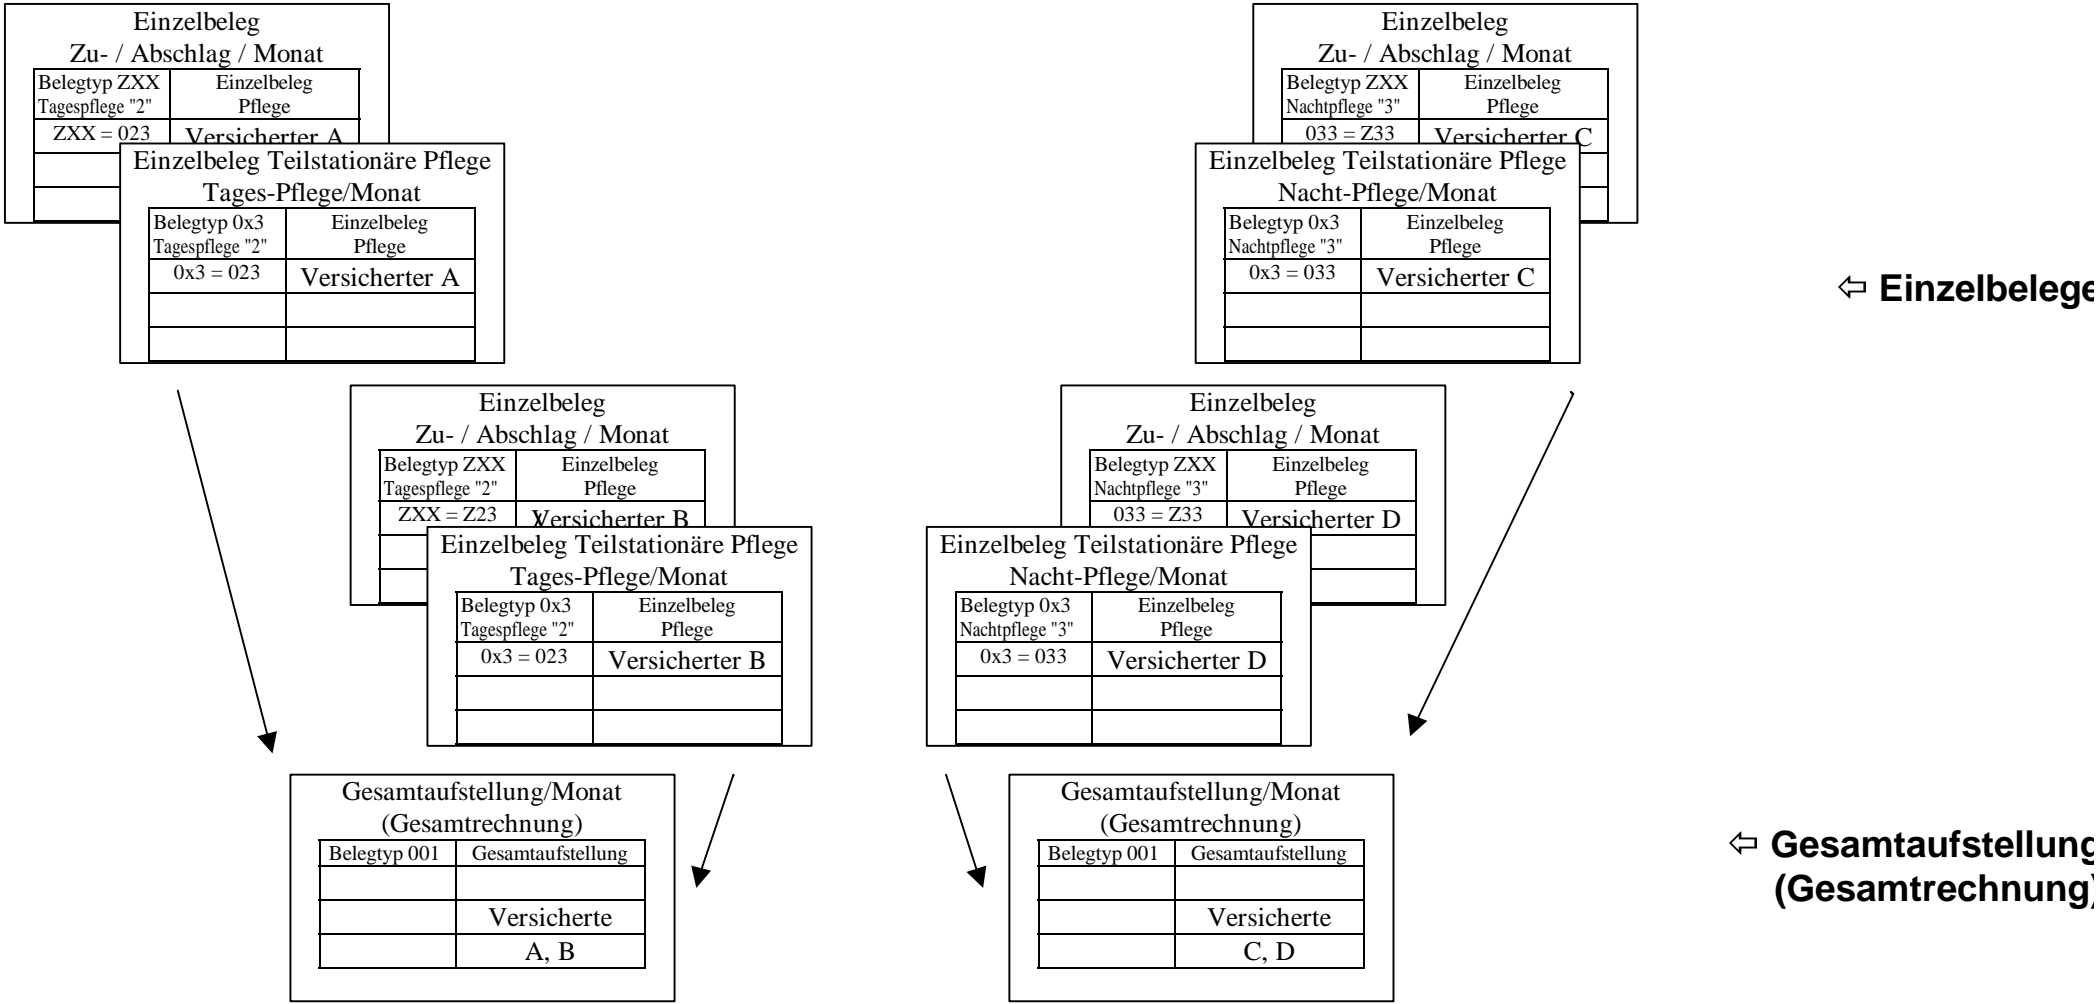 Einzelbeleg
Zu- / Abschlag / Monat
Belegtyp ZXX Einzelbeleg
Tagespflege "2" Pflege
ZXX = 023 Versicherter A
Einzelbeleg Teilstationäre Pflege
Tages-Pflege/Monat
Belegtyp 0x3 Einzelbeleg
Tagespflege "2" Pflege
0x3 = 023 Versicherter A
Einzelbeleg
Zu- / Abschlag / Monat
Belegtyp ZXX Einzelbeleg
Nachtpflege "3" Pflege
033 = Z33 Versicherter C
Einzelbeleg Teilstationäre Pflege
Nacht-Pflege/Monat
Belegtyp 0x3 Einzelbeleg
Nachtpflege "3" Pflege
0x3 = 033 Versicherter C
⇦ Einzelbelege
Einzelbeleg
Zu- / Abschlag / Monat
Belegtyp ZXX Einzelbeleg
Tagespflege "2" Pflege
ZXX = Z23 Versicherter B
Einzelbeleg Teilstationäre Pflege
Tages-Pflege/Monat
Belegtyp 0x3 Einzelbeleg
Tagespflege "2" Pflege
0x3 = 023 Versicherter B
Einzelbeleg
Zu- / Abschlag / Monat
Belegtyp ZXX Einzelbeleg
Nachtpflege "3" Pflege
033 = Z33 Versicherter D
Einzelbeleg Teilstationäre Pflege
Nacht-Pflege/Monat
Belegtyp 0x3 Einzelbeleg
Nachtpflege "3" Pflege
0x3 = 033 Versicherter D
Gesamtaufstellung/Monat
(Gesamtrechnung)
Belegtyp 001 Gesamtaufstellung
Versicherte
A, B
Gesamtaufstellung/Monat
(Gesamtrechnung)
Belegtyp 001 Gesamtaufstellung
Versicherte
C, D
⇦ Gesamtaufstellung
(Gesamtrechnung)